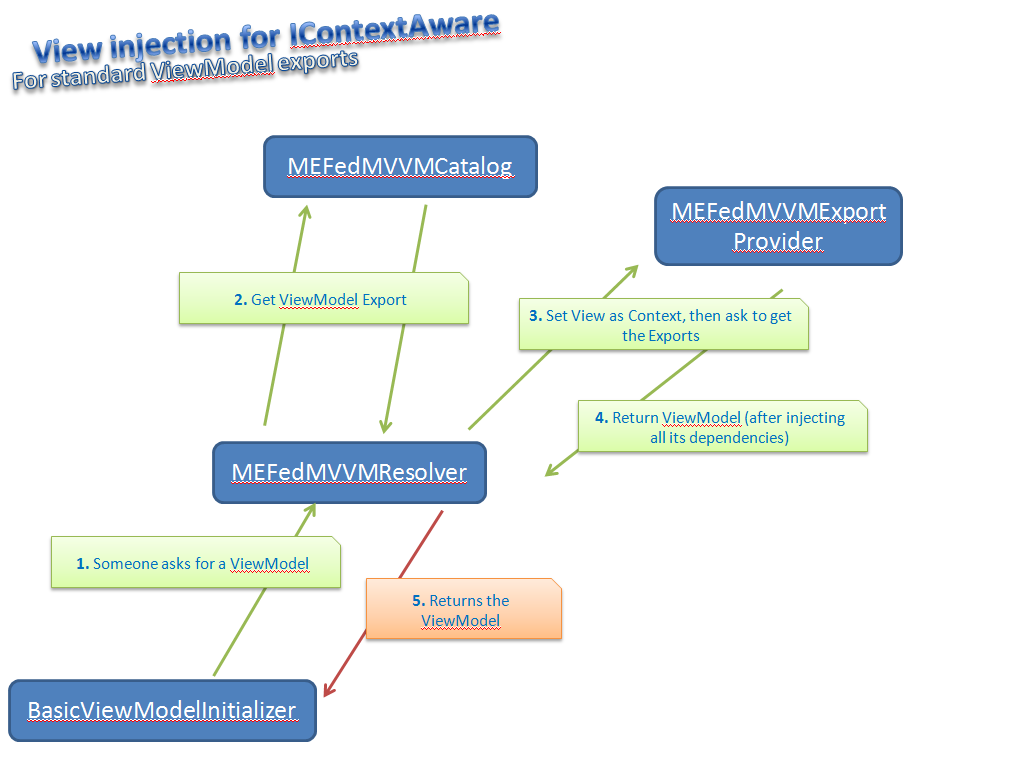 View injection for IContextAware
For standard ViewModel exports
MEFedMVVMCatalog
MEFedMVVMExport
Provider
2. Get ViewModel Export
3. Set View as Context, then ask to get
the Exports
4. Return ViewModel (after injecting
all its dependencies)
MEFedMVVMResolver
1. Someone asks for a ViewModel
5. Returns the
ViewModel
BasicViewModelInitializer